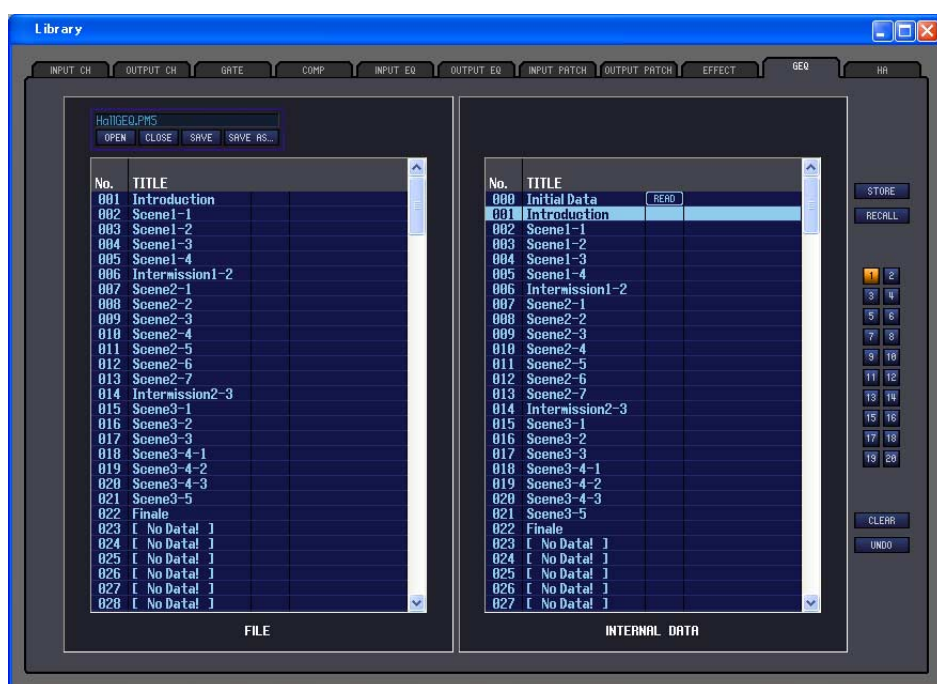 Library
INPUT CH OUTPUT CH GATE COMP INPUT EQ OUTPUT EQ INPUT PATCH OUTPUT PATCH EFFECT GEQ HA
HallGEQ.PM5
OPEN CLOSE SAVE SAVE AS...
No. TITLE
001 Introduction
002 Scene1-1
003 Scene1-2
004 Scene1-3
005 Scene1-4
006 Intermission1-2
007 Scene2-1
008 Scene2-2
009 Scene2-3
010 Scene2-4
011 Scene2-5
012 Scene2-6
013 Scene2-7
014 Intermission2-3
015 Scene3-1
016 Scene3-2
017 Scene3-3
018 Scene3-4-1
019 Scene3-4-2
020 Scene3-4-3
021 Scene3-5
022 Finale
023 [ No Data! ]
024 [ No Data! ]
025 [ No Data! ]
026 [ No Data! ]
027 [ No Data! ]
028 [ No Data! ]
FILE
No. TITLE
000 Initial Data READ
001 Introduction
002 Scene1-1
003 Scene1-2
004 Scene1-3
005 Scene1-4
006 Intermission1-2
007 Scene2-1
008 Scene2-2
009 Scene2-3
010 Scene2-4
011 Scene2-5
012 Scene2-6
013 Scene2-7
014 Intermission2-3
015 Scene3-1
016 Scene3-2
017 Scene3-3
018 Scene3-4-1
019 Scene3-4-2
020 Scene3-4-3
021 Scene3-5
022 Finale
023 [ No Data! ]
024 [ No Data! ]
025 [ No Data! ]
026 [ No Data! ]
027 [ No Data! ]
INTERNAL DATA
STORE
RECALL
1 2
3 4
5 6
7 8
9 10
11 12
13 14
15 16
17 18
19 20
CLEAR
UNDO